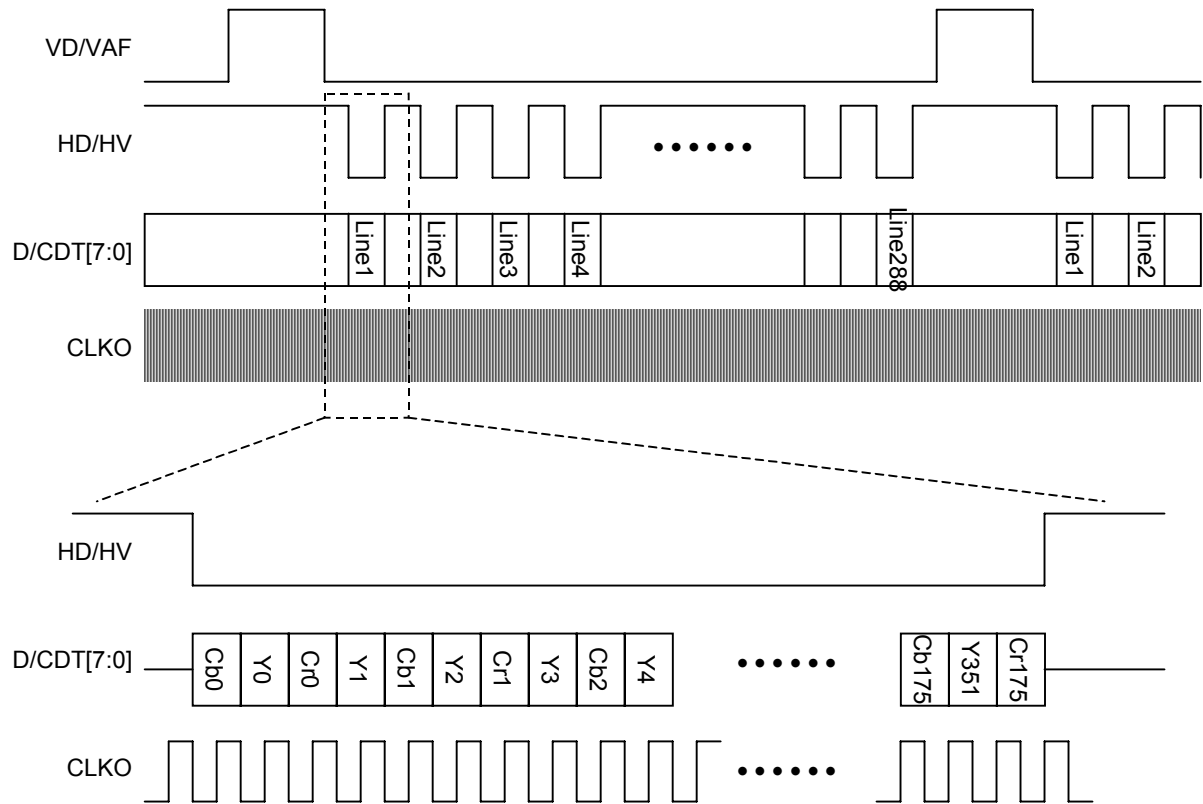 VD/VAF
HD/HV
D/CDT[7:0]
Line1
Line2
Line3
Line4
Line288
Line1
Line2
CLKO
HD/HV
D/CDT[7:0]
Cb0
Y0
Cr0
Y1
Cb1
Y2
Cr1
Y3
Cb2
Y4
Cb175
Y351
Cr175
CLKO